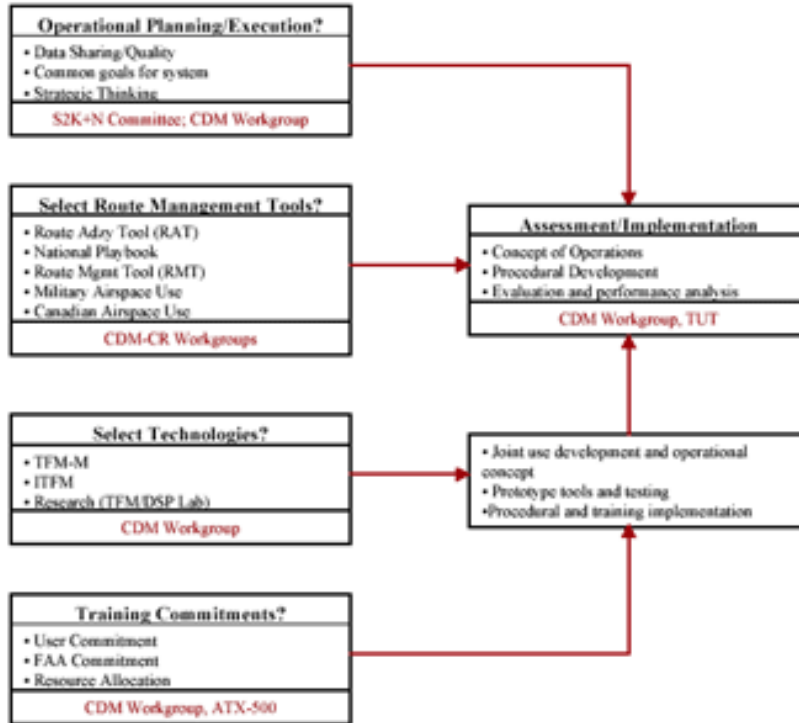 Operational Planning/Execution?
• Data Sharing/Quality
• Common goals for system
• Strategic Thinking
S2K+N Committee; CDM Workgroup
Select Route Management Tools?
• Route Adzy Tool (RAT)
• National Playbook
• Route Mgmt Tool (RMT)
• Military Airspace Use
• Canadian Airspace Use
CDM-CR Workgroups
Assessment/Implementation
• Concept of Operations
• Procedural Development
• Evaluation and performance analysis
CDM Workgroup, TUT
Select Technologies?
• TFM-M
• ITFM
• Research (TFM/DSP Lab)
CDM Workgroup
• Joint use development and operational
concept
• Prototype tools and testing
•Procedural and training implementation
Training Commitments?
• User Commitment
• FAA Commitment
• Resource Allocation
CDM Workgroup, ATX-500